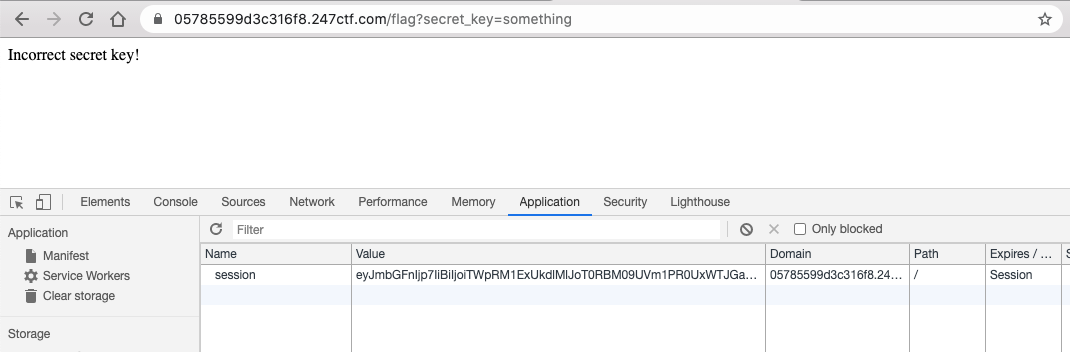 05785599d3c316f8.247ctf.com/flag?secret_key=something
Incorrect secret key!
Elements Console Sources Network Performance Memory Application Security Lighthouse
Application
Manifest
Service Workers
Clear storage
Storage
Filter Only blocked
Name Value Domain Path Expires / ... S
session eyJmbGFnIjp7IiBiIjoiTWpRM1ExUkdlMlJoT0RBM09UVm1PR0UxWTJGa... 05785599d3c316f8.24... / Session